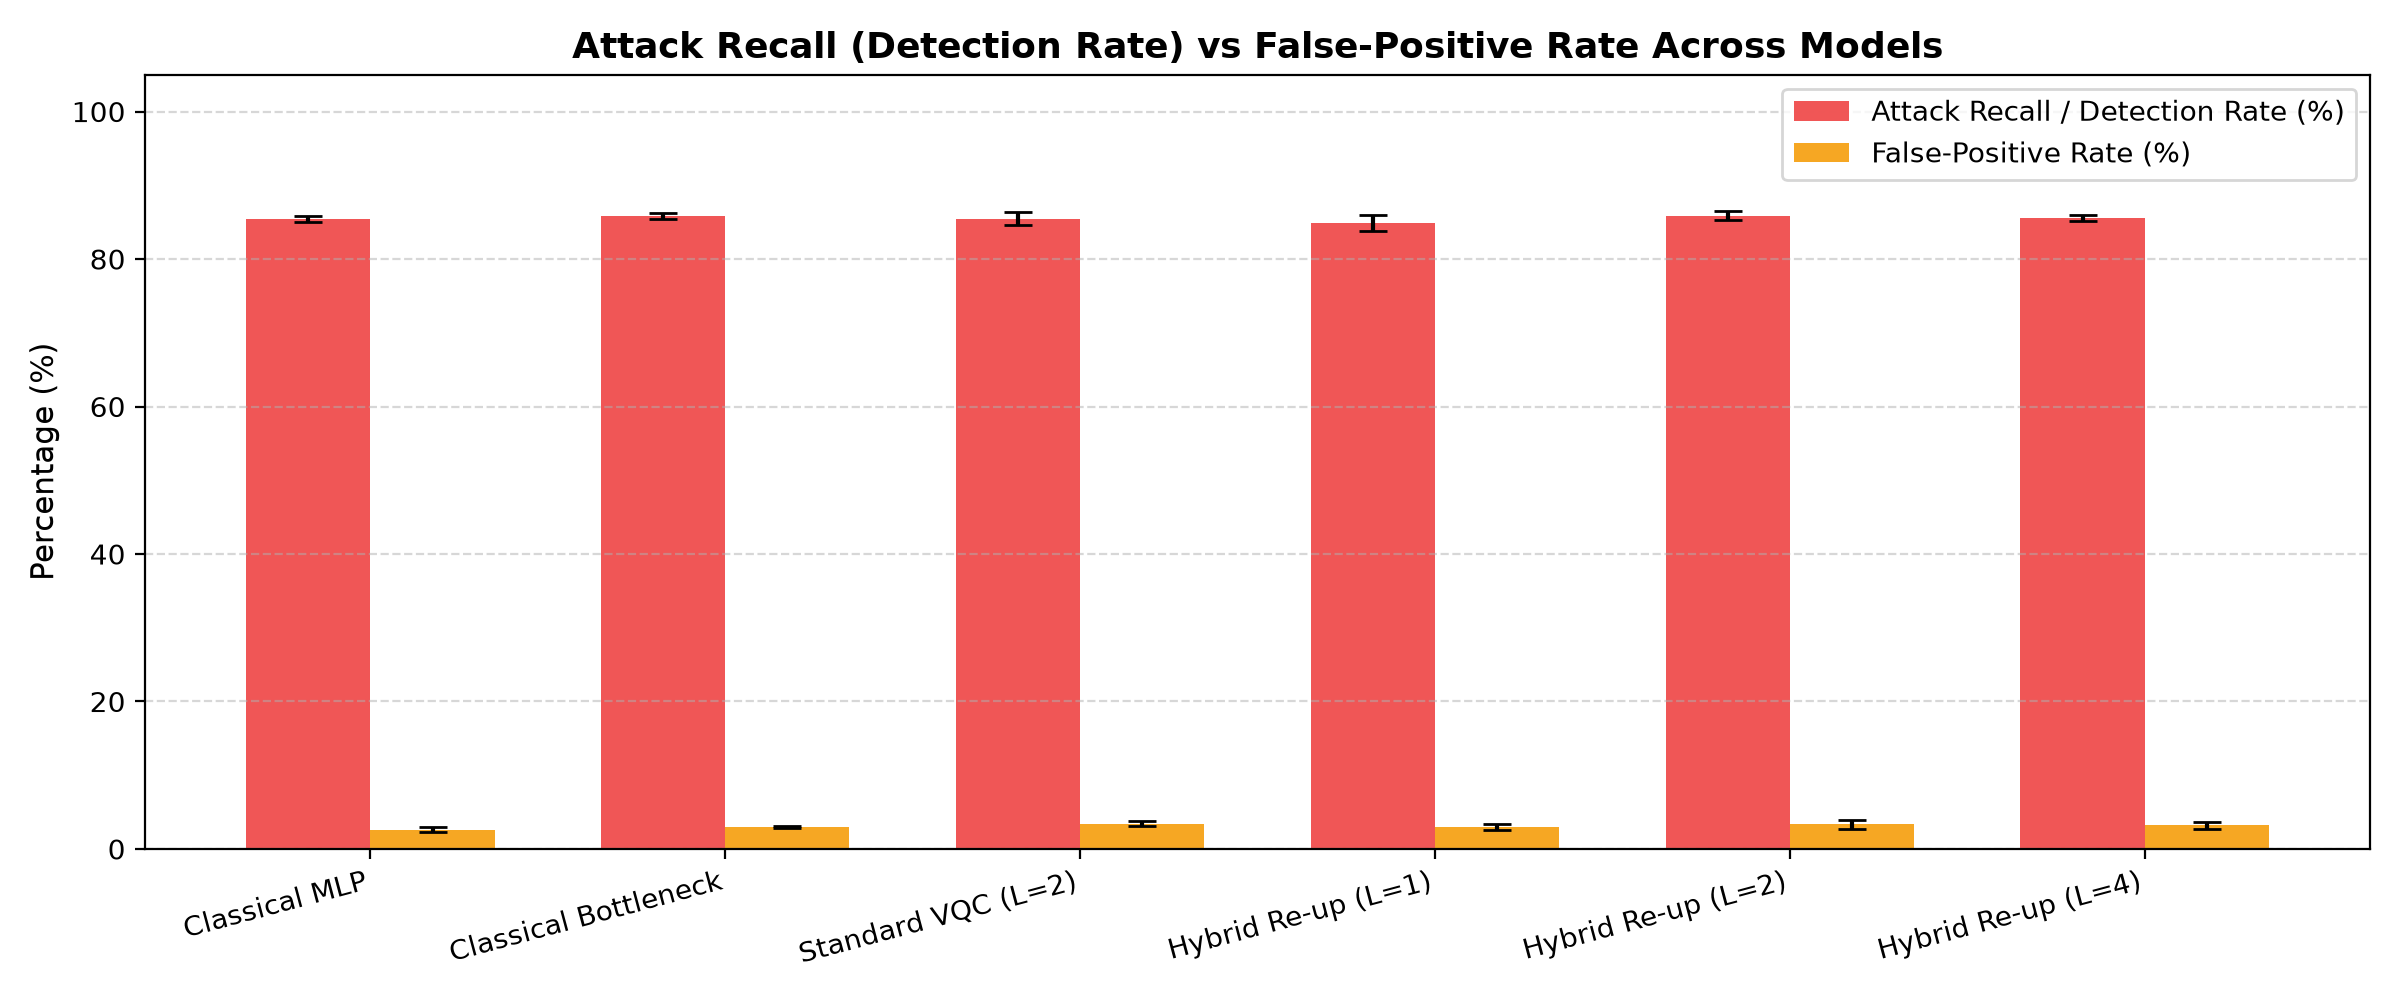 Attack Recall (Detection Rate) vs False-Positive Rate Across Models
Attack Recall / Detection Rate (%)
False-Positive Rate (%)
Percentage (%)
100
80
60
40
20
0
Classical MLP
Classical Bottleneck
Standard VQC (L=2)
Hybrid Re-up (L=1)
Hybrid Re-up (L=2)
Hybrid Re-up (L=4)